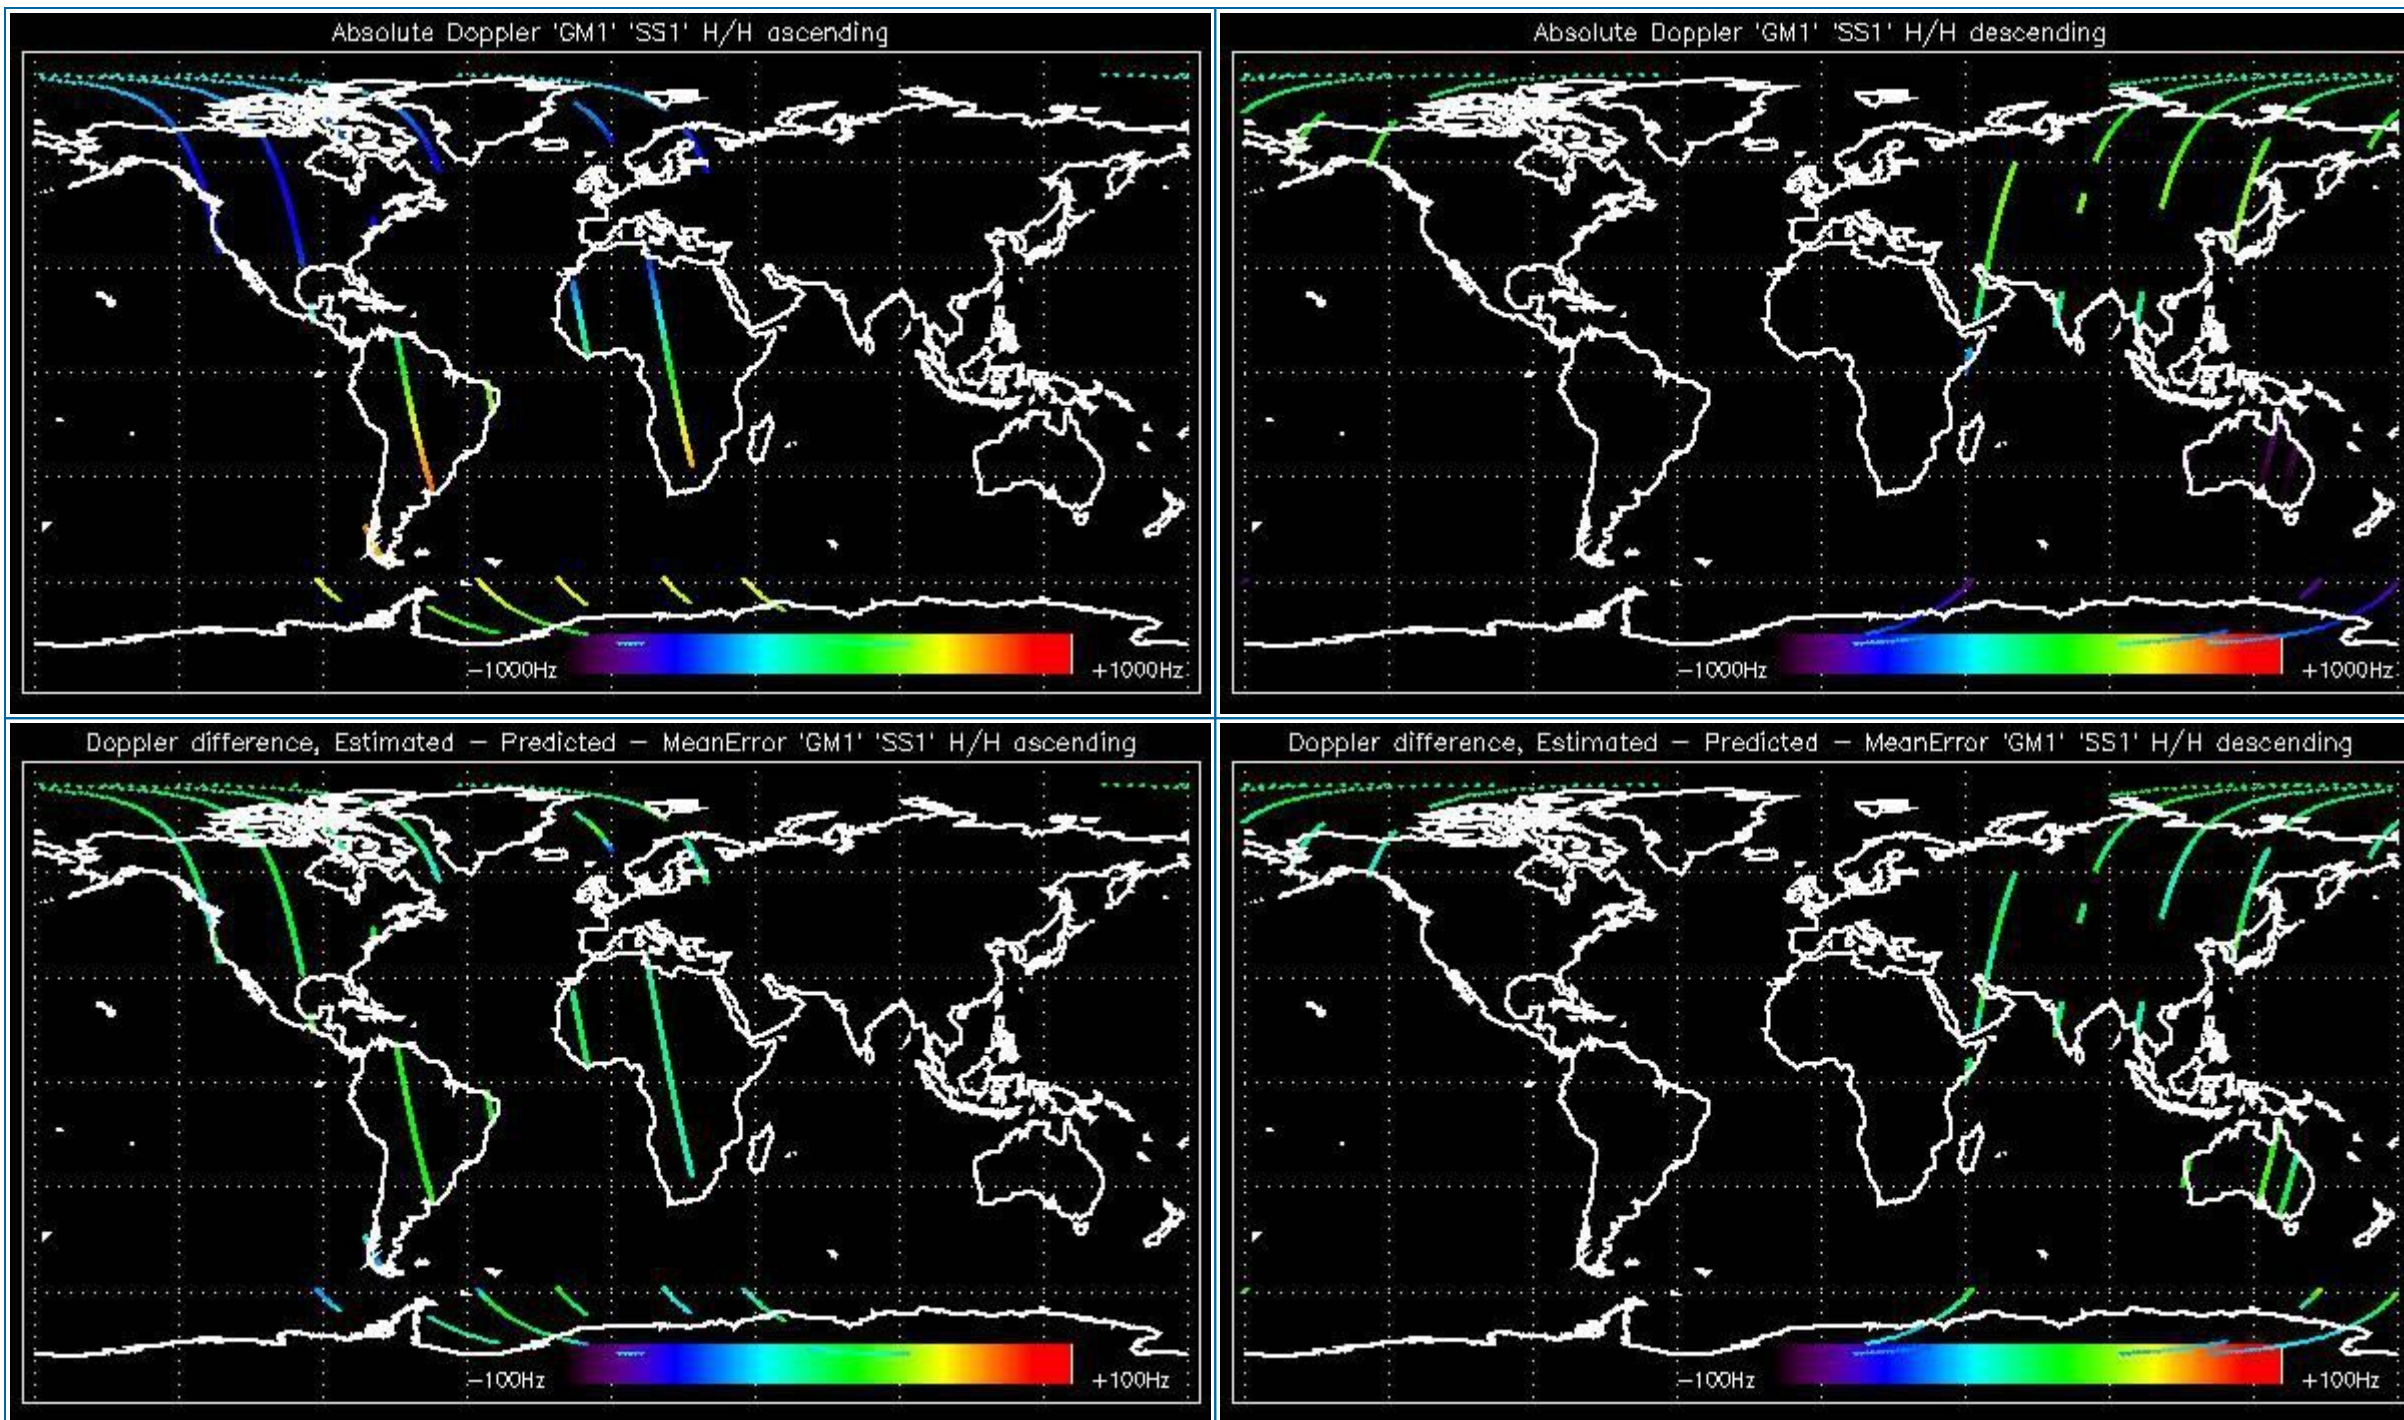 Absolute Doppler 'GM1' 'SS1' H/H ascending
−1000Hz
+1000Hz
Absolute Doppler 'GM1' 'SS1' H/H descending
−1000Hz
+1000Hz
Doppler difference, Estimated − Predicted − MeanError 'GM1' 'SS1' H/H ascending
−100Hz
+100Hz
Doppler difference, Estimated − Predicted − MeanError 'GM1' 'SS1' H/H descending
−100Hz
+100Hz